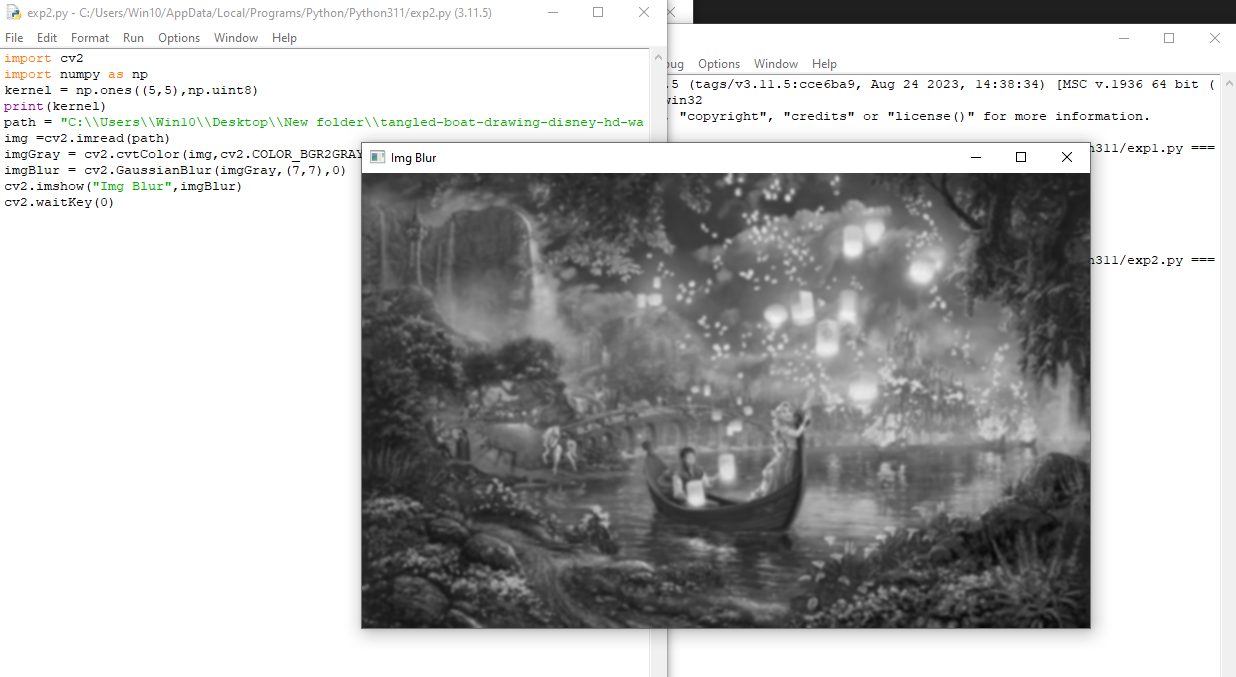 exp2.py - C:/Users/Win10/AppData/Local/Programs/Python/Python311/exp2.py (3.11.5)
File Edit Format Run Options Window Help
import cv2
import numpy as np
kernel = np.ones((5,5),np.uint8)
print(kernel)
path = "C:\\Users\\Win10\\Desktop\\New folder\\tangled-boat-drawing-disney-hd-wa
img =cv2.imread(path)
imgGray = cv2.cvtColor(img,cv2.COLOR_BGR2GRAY
imgBlur = cv2.GaussianBlur(imgGray,(7,7),0)
cv2.imshow("Img Blur",imgBlur)
cv2.waitKey(0)
bug Options Window Help
.5 (tags/v3.11.5:cce6ba9, Aug 24 2023, 14:38:34) [MSC v.1936 64 bit (
win32
, "copyright", "credits" or "license()" for more information.
n311/exp1.py ===
n311/exp2.py ===
Img Blur